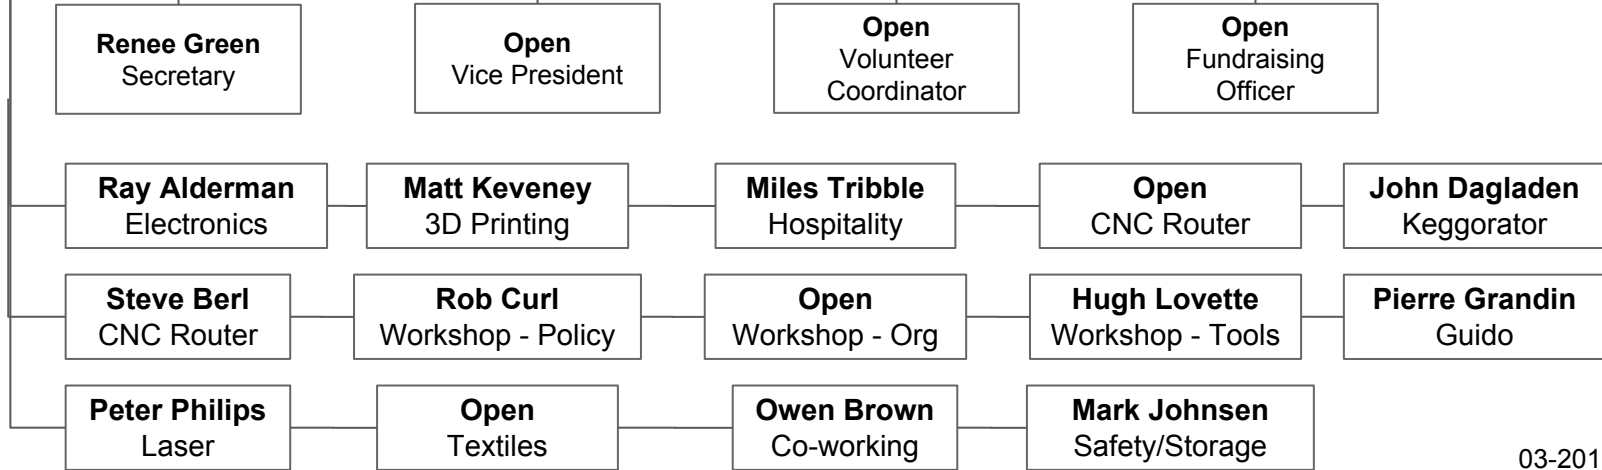 Renee Green
Secretary
Open
Vice President
Open
Volunteer
Coordinator
Open
Fundraising
Officer
Ray Alderman
Electronics
Matt Keveney
3D Printing
Miles Tribble
Hospitality
Open
CNC Router
John Dagladen
Keggorator
Steve Berl
CNC Router
Rob Curl
Workshop - Policy
Open
Workshop - Org
Hugh Lovette
Workshop - Tools
Pierre Grandin
Guido
Peter Philips
Laser
Open
Textiles
Owen Brown
Co-working
Mark Johnsen
Safety/Storage
03-201